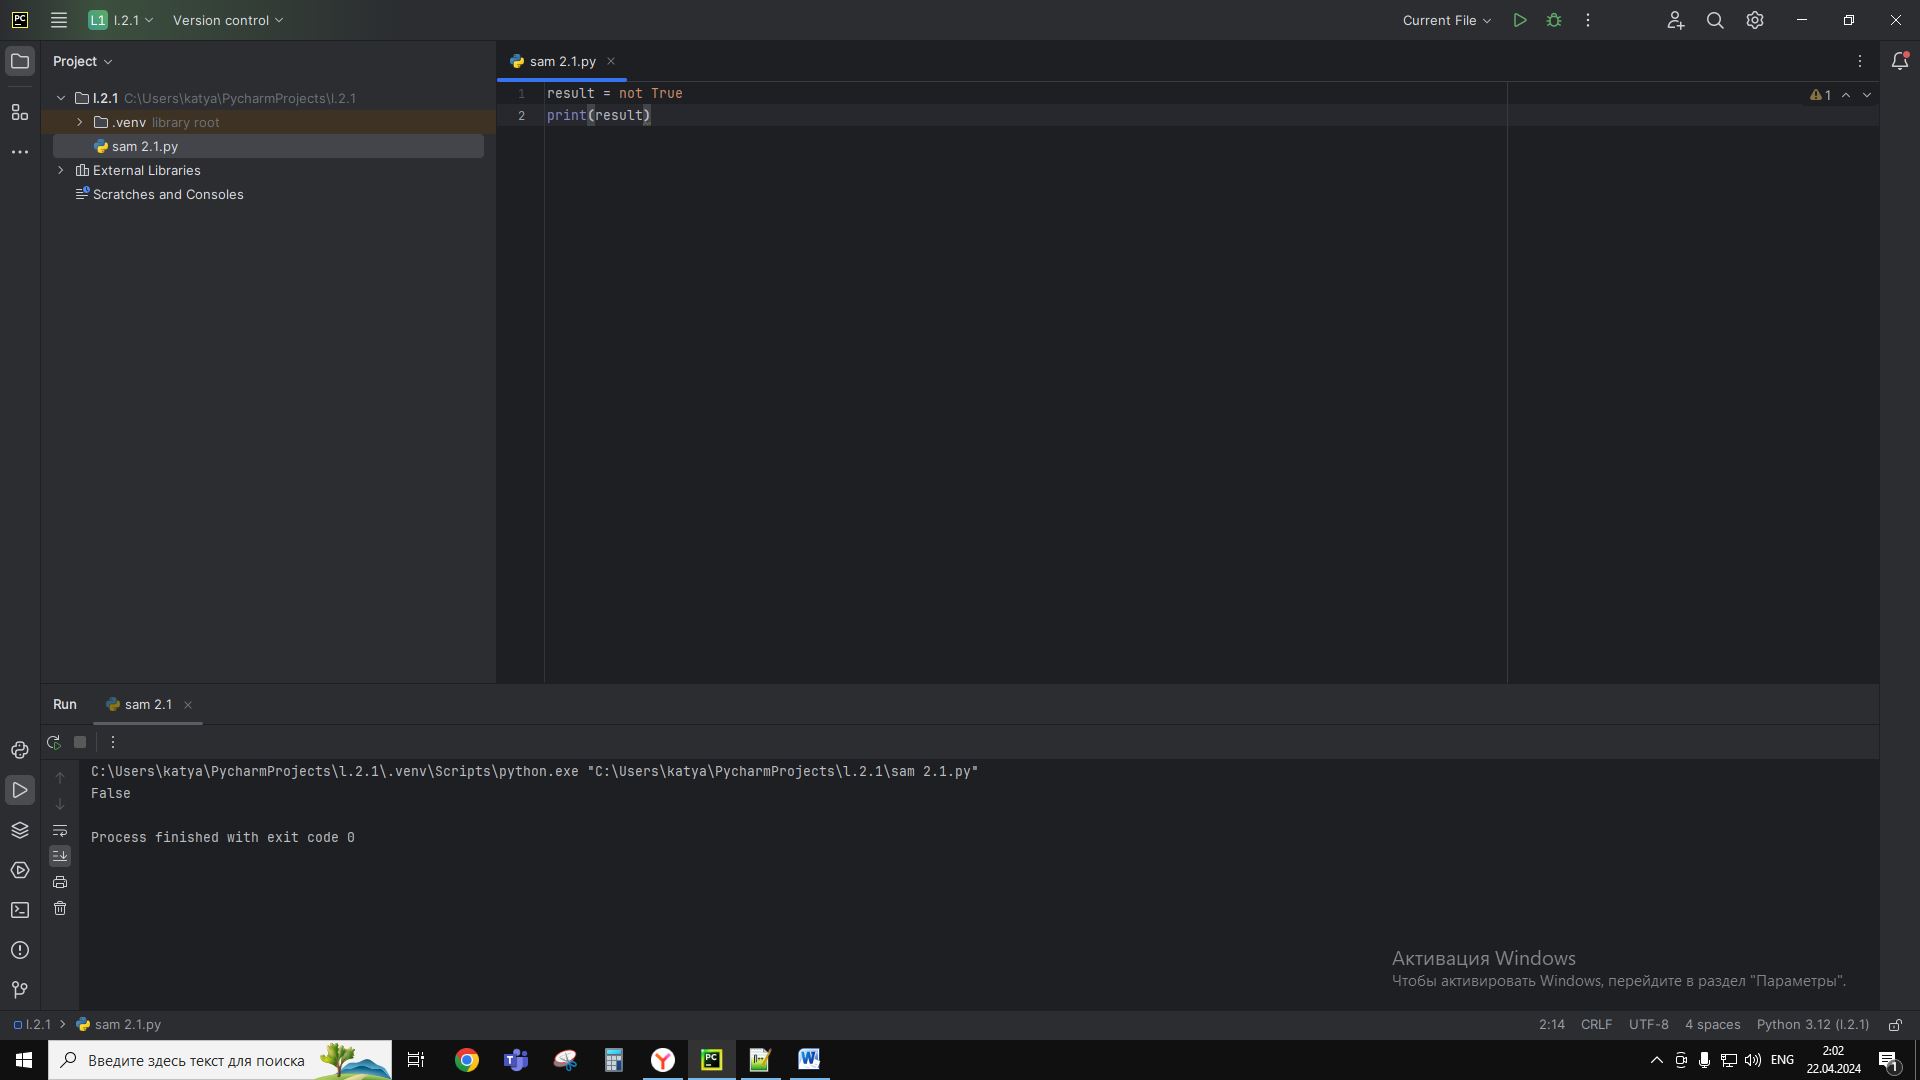 PC
L1 l.2.1
Version control
Current File
Project
sam 2.1.py
l.2.1 C:\Users\katya\PycharmProjects\l.2.1
.venv library root
sam 2.1.py
External Libraries
Scratches and Consoles
1 result = not True
2 print(result)
1
Run
sam 2.1
C:\Users\katya\PycharmProjects\l.2.1\.venv\Scripts\python.exe "C:\Users\katya\PycharmProjects\l.2.1\sam 2.1.py"
False
Process finished with exit code 0
Активация Windows
Чтобы активировать Windows, перейдите в раздел "Параметры".
l.2.1
sam 2.1.py
2:14 CRLF UTF-8 4 spaces Python 3.12 (l.2.1)
Введите здесь текст для поиска
PC
W
ENG
2:02
22.04.2024
1